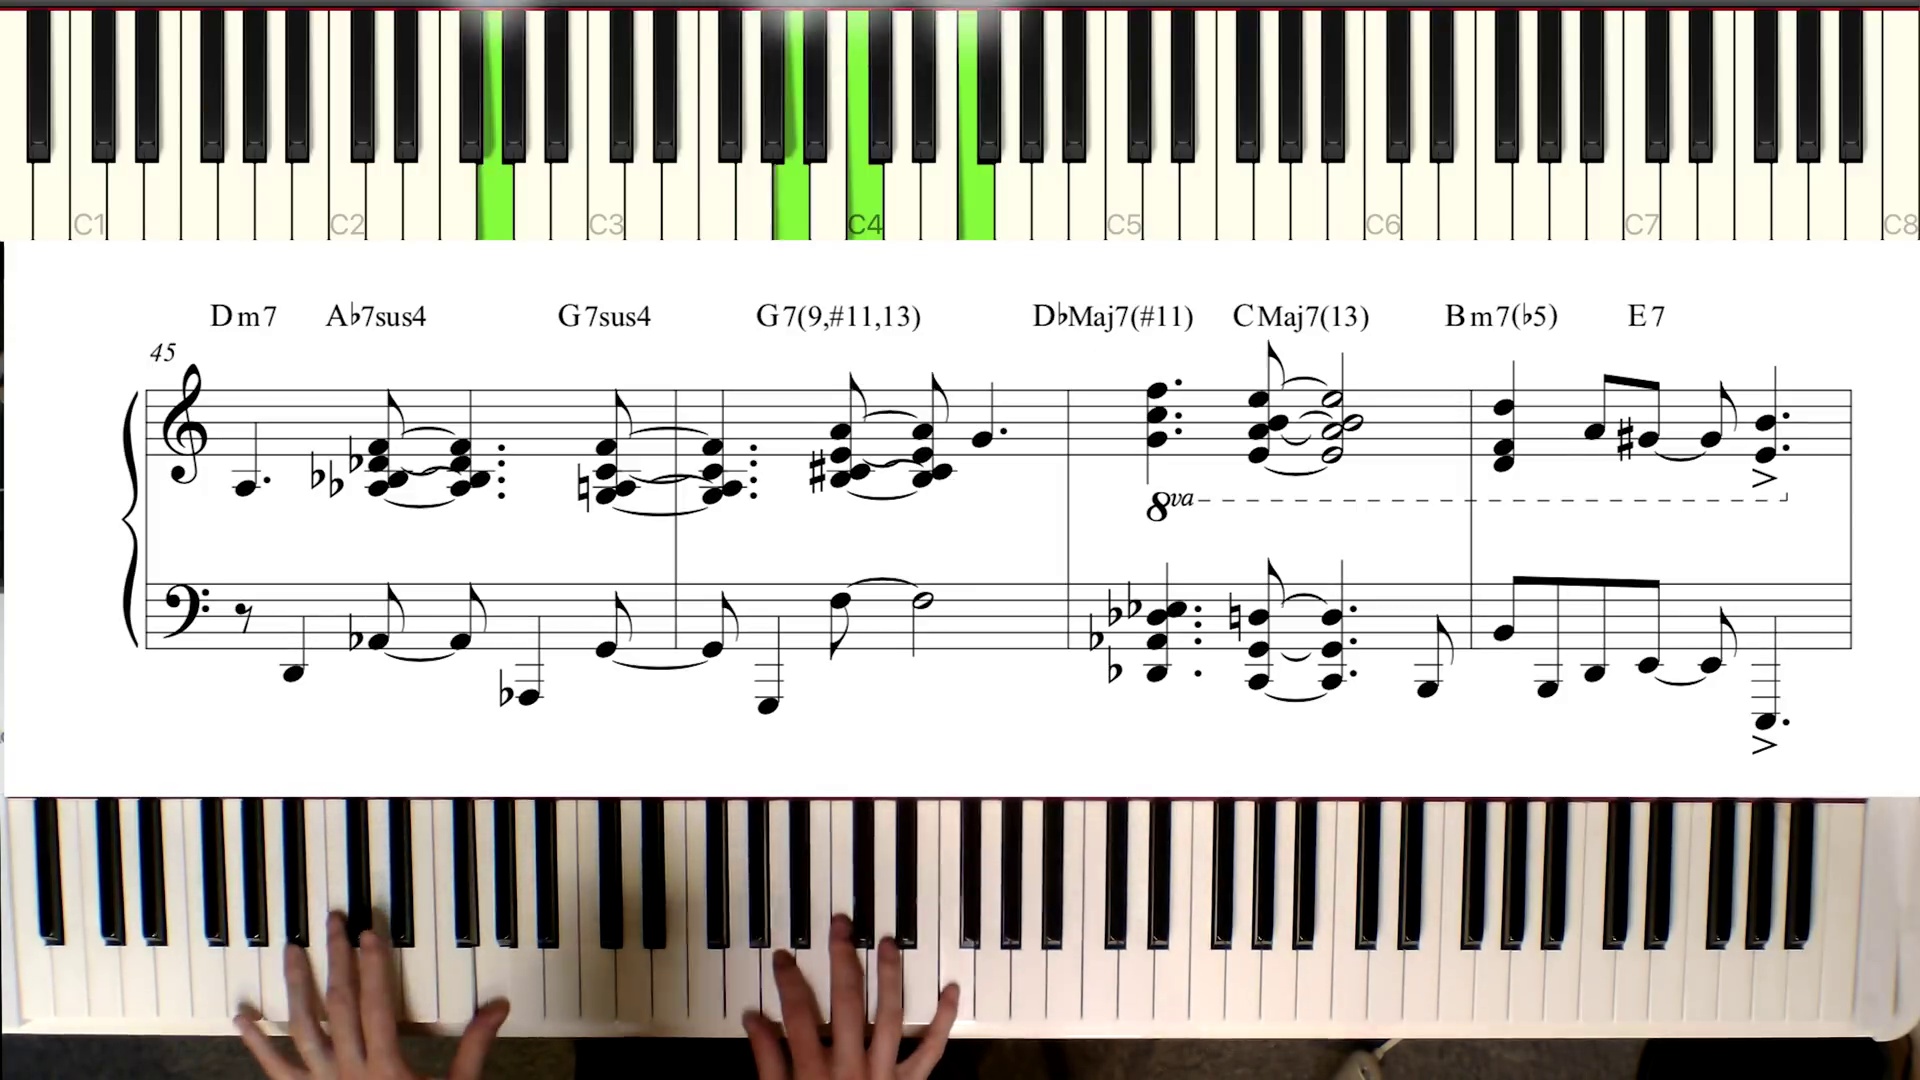 C1 C2 C3 C4 C5 C6 C7 C8
Dm7 A♭7sus4 G7sus4 G7(9,#11,13) D♭Maj7(#11) CMaj7(13) Bm7(♭5) E7
45
8va